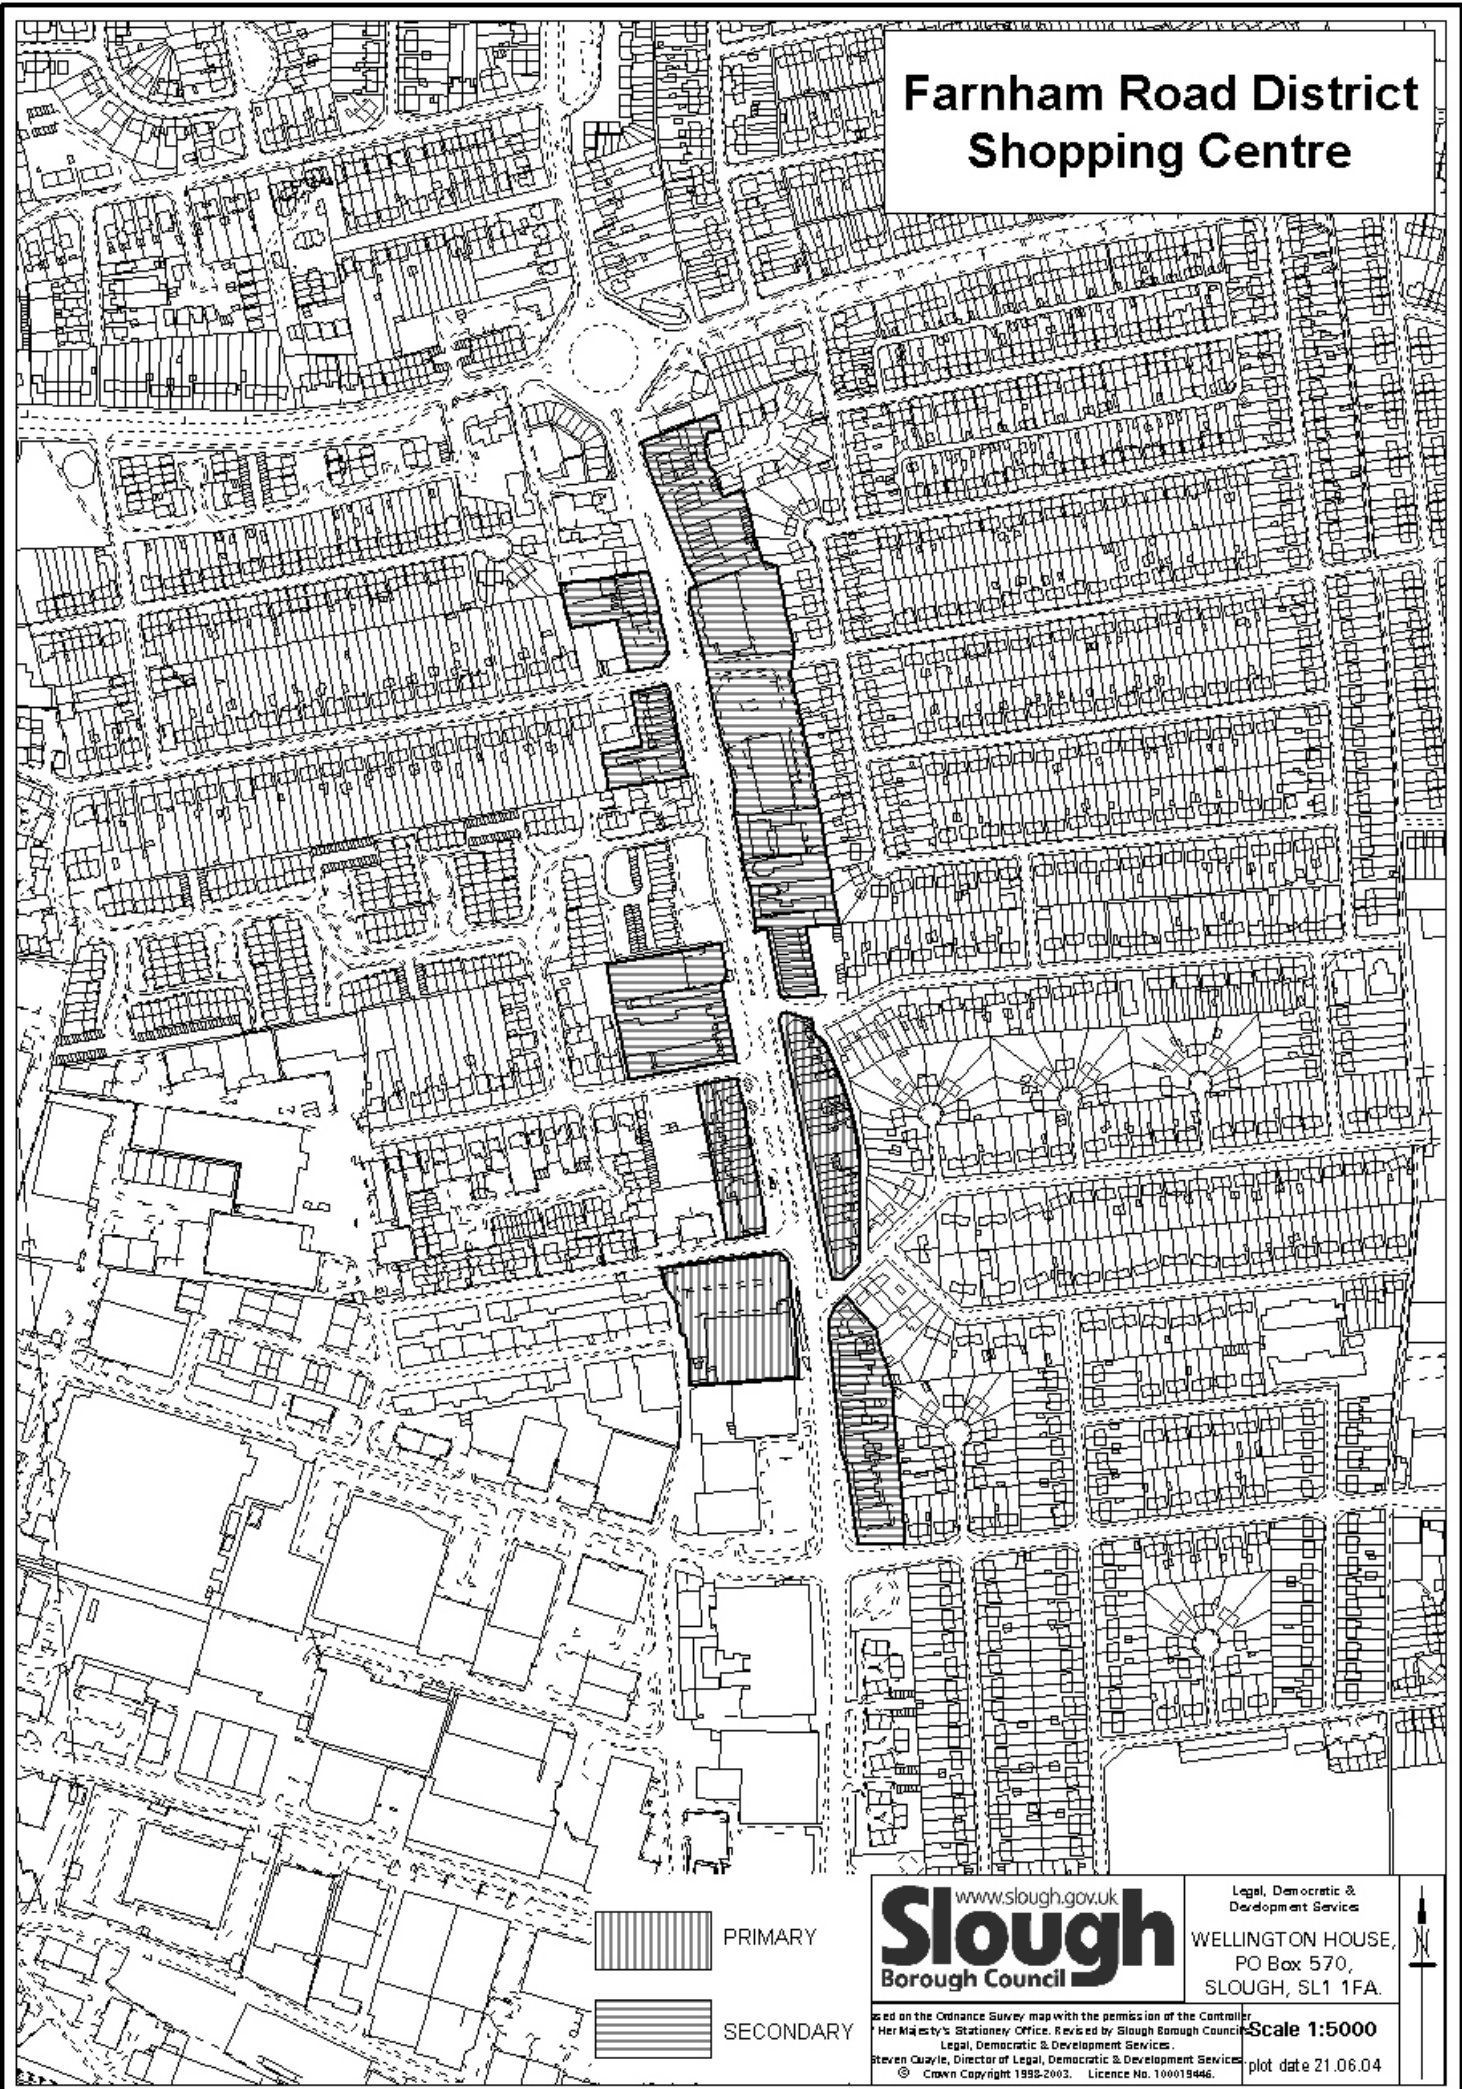 Farnham Road District
Shopping Centre
PRIMARY
SECONDARY
www.slough.gov.uk
Slough
Borough Council
Legal, Democratic &
Development Services
WELLINGTON HOUSE,
PO Box 570,
SLOUGH, SL1 1FA.
N
sed on the Ordnance Survey map with the permission of the Controller
Her Majesty's Stationery Office. Revised by Slough Borough Council's
Legal, Democratic & Development Services.
Steven Quayle, Director of Legal, Democratic & Development Services.
© Crown Copyright 1998-2003. Licence No. 100019446.
Scale 1:5000
plot date 21.06.04